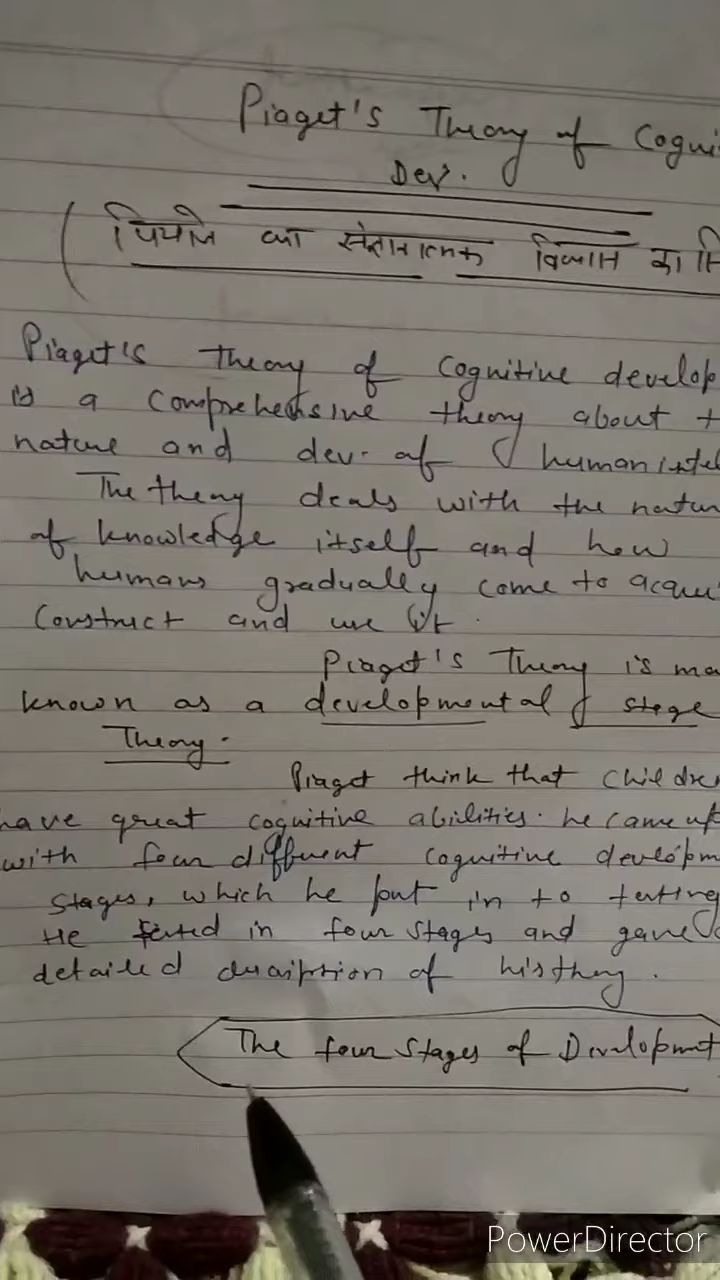 Piaget's Theory of Cogni
Dev.
(पियाजे का संज्ञानात्मक विकास का सि
Piaget's theory of cognitive develop
is a comprehensive theory about t
nature and dev. of human intel
The theory deals with the natur
of knowledge itself and how
humans gradually come to acqui
construct and use it.
Piaget's Theory is ma
known as a developmental stage
Theory.
Piaget think that childre
have great cognitive abilities. he came up
with four different cognitive developm
stages, which he put in to testing
He in four stages and gave
detailed description of his theory.
The four stages of Development
PowerDirector